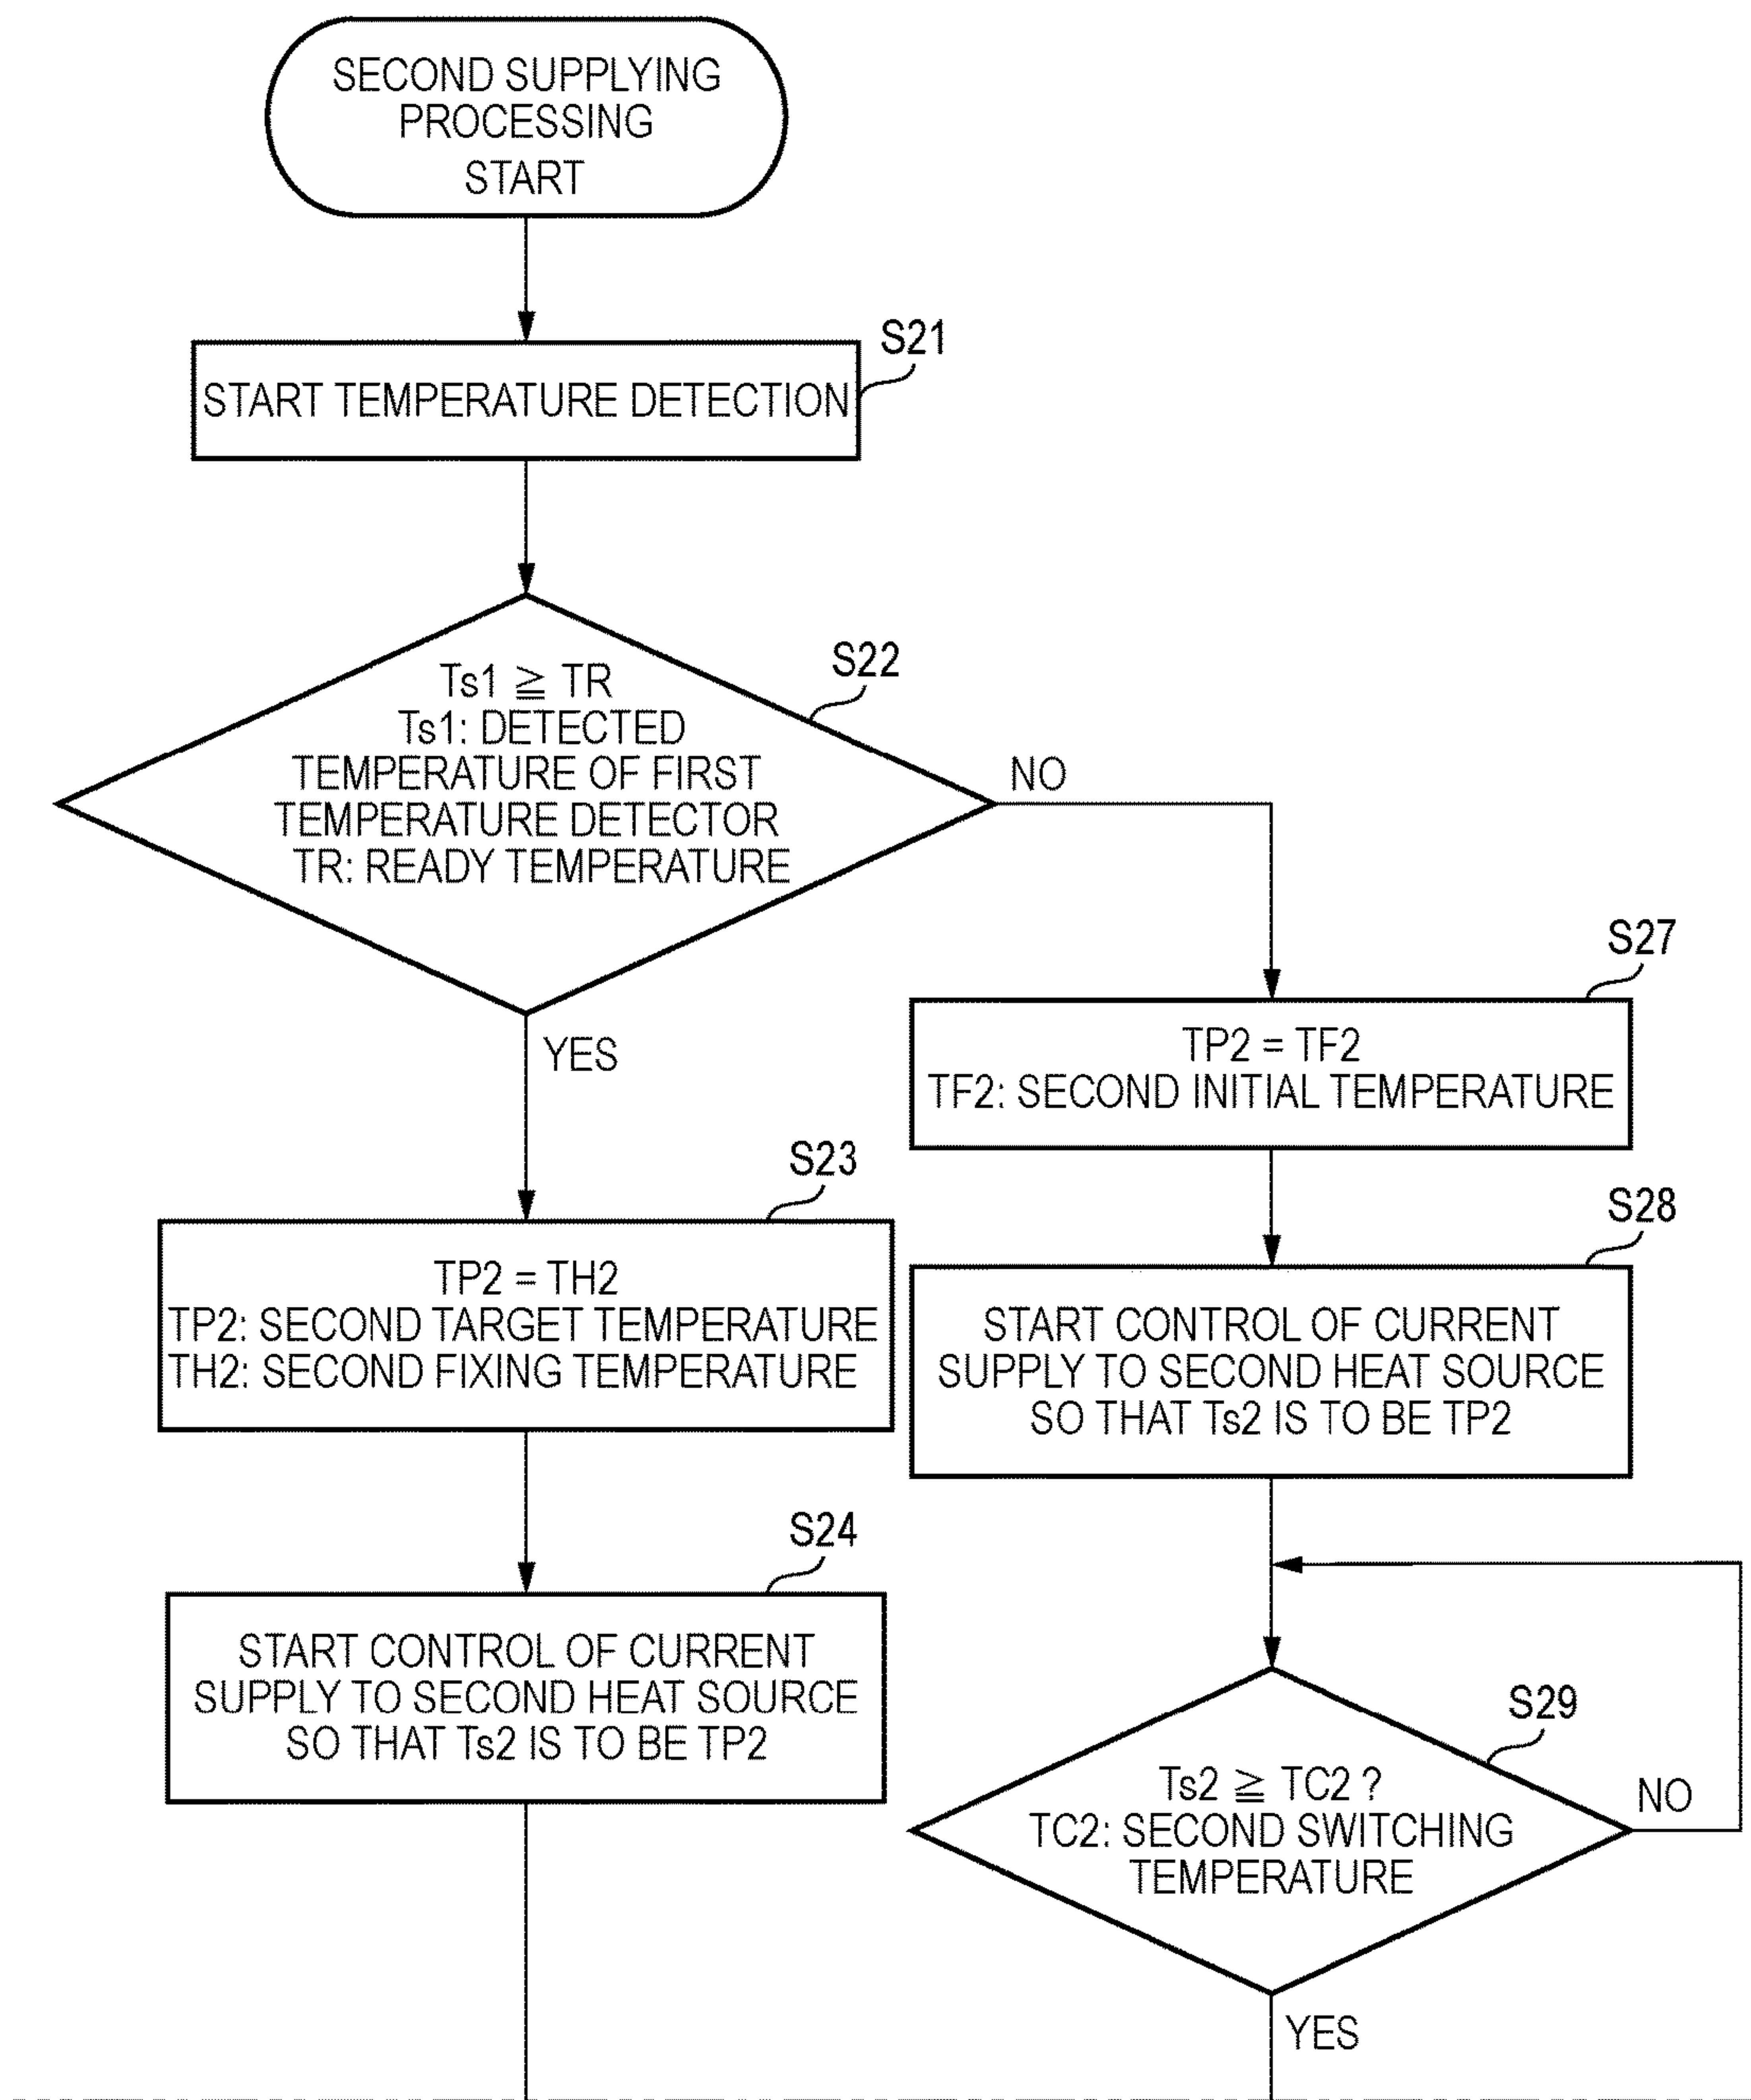 SECOND SUPPLYING
PROCESSING
START
S21
START TEMPERATURE DETECTION
S22
Ts1 ≧ TR
Ts1: DETECTED
TEMPERATURE OF FIRST
TEMPERATURE DETECTOR
TR: READY TEMPERATURE
NO
YES
S27
TP2 = TF2
TF2: SECOND INITIAL TEMPERATURE
S23
TP2 = TH2
TP2: SECOND TARGET TEMPERATURE
TH2: SECOND FIXING TEMPERATURE
S28
START CONTROL OF CURRENT
SUPPLY TO SECOND HEAT SOURCE
SO THAT Ts2 IS TO BE TP2
S24
START CONTROL OF CURRENT
SUPPLY TO SECOND HEAT SOURCE
SO THAT Ts2 IS TO BE TP2
S29
Ts2 ≧ TC2 ?
TC2: SECOND SWITCHING
TEMPERATURE
NO
YES